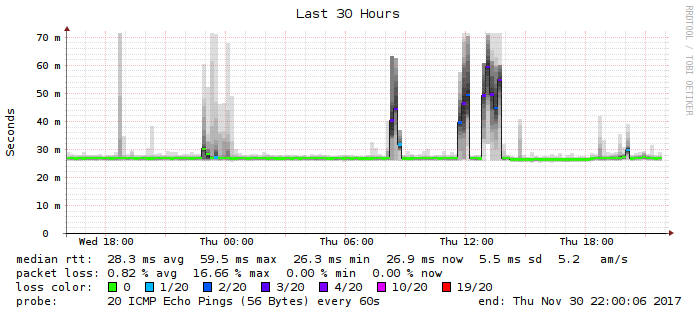 Last 30 Hours
RRDTOOL / TOBI OETIKER
Seconds
70 m
60 m
50 m
40 m
30 m
20 m
10 m
0
Wed 18:00 Thu 00:00 Thu 06:00 Thu 12:00 Thu 18:00
median rtt: 28.3 ms avg 59.5 ms max 26.3 ms min 26.9 ms now 5.5 ms sd 5.2 am/s
packet loss: 0.82 % avg 16.66 % max 0.00 % min 0.00 % now
loss color: 0 1/20 2/20 3/20 4/20 10/20 19/20
probe: 20 ICMP Echo Pings (56 Bytes) every 60s end: Thu Nov 30 22:00:06 2017